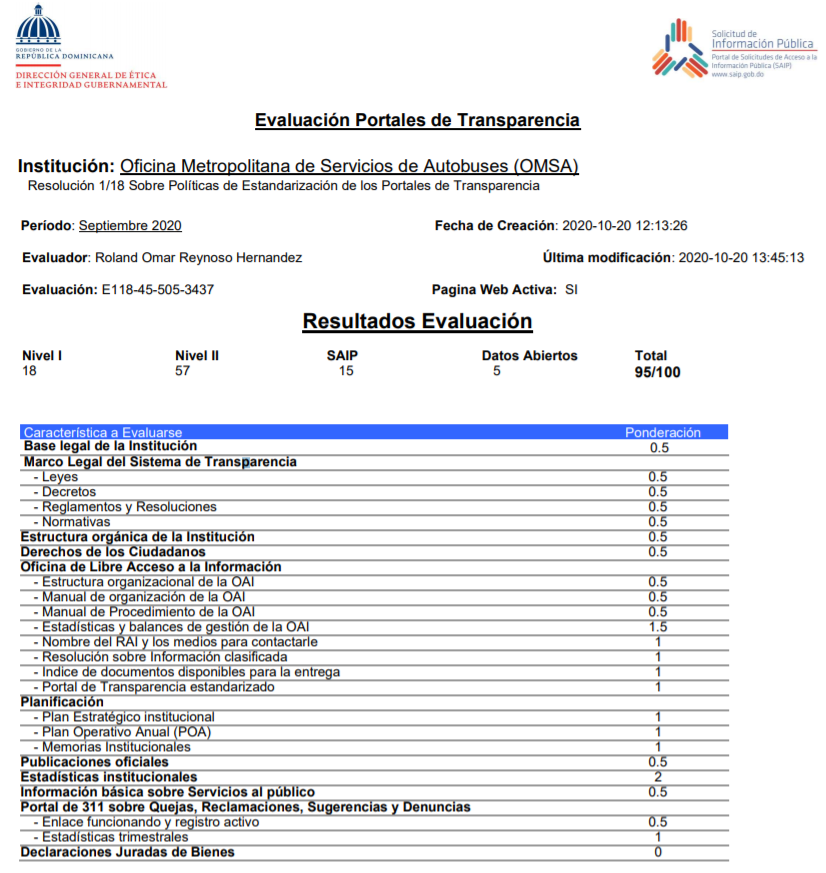 GOBIERNO DE LA
REPÚBLICA DOMINICANA
DIRECCIÓN GENERAL DE ÉTICA
E INTEGRIDAD GUBERNAMENTAL
Solicitud de
Información Pública
Portal de Solicitudes de Acceso a la
Información Pública (SAIP)
www.saip.gob.do
Evaluación Portales de Transparencia
Institución: Oficina Metropolitana de Servicios de Autobuses (OMSA)
Resolución 1/18 Sobre Políticas de Estandarización de los Portales de Transparencia
Período: Septiembre 2020 Fecha de Creación: 2020-10-20 12:13:26
Evaluador: Roland Omar Reynoso Hernandez Última modificación: 2020-10-20 13:45:13
Evaluación: E118-45-505-3437 Pagina Web Activa: SI
Resultados Evaluación
Nivel I Nivel II SAIP Datos Abiertos Total
18 57 15 5 95/100
Característica a Evaluarse Ponderación
Base legal de la Institución 0.5
Marco Legal del Sistema de Transparencia
- Leyes 0.5
- Decretos 0.5
- Reglamentos y Resoluciones 0.5
- Normativas 0.5
Estructura orgánica de la Institución 0.5
Derechos de los Ciudadanos 0.5
Oficina de Libre Acceso a la Información
- Estructura organizacional de la OAI 0.5
- Manual de organización de la OAI 0.5
- Manual de Procedimiento de la OAI 0.5
- Estadísticas y balances de gestión de la OAI 1.5
- Nombre del RAI y los medios para contactarle 1
- Resolución sobre Información clasificada 1
- Indice de documentos disponibles para la entrega 1
- Portal de Transparencia estandarizado 1
Planificación
- Plan Estratégico institucional 1
- Plan Operativo Anual (POA) 1
- Memorias Institucionales 1
Publicaciones oficiales 0.5
Estadísticas institucionales 2
Información básica sobre Servicios al público 0.5
Portal de 311 sobre Quejas, Reclamaciones, Sugerencias y Denuncias
- Enlace funcionando y registro activo 0.5
- Estadísticas trimestrales 1
Declaraciones Juradas de Bienes 0